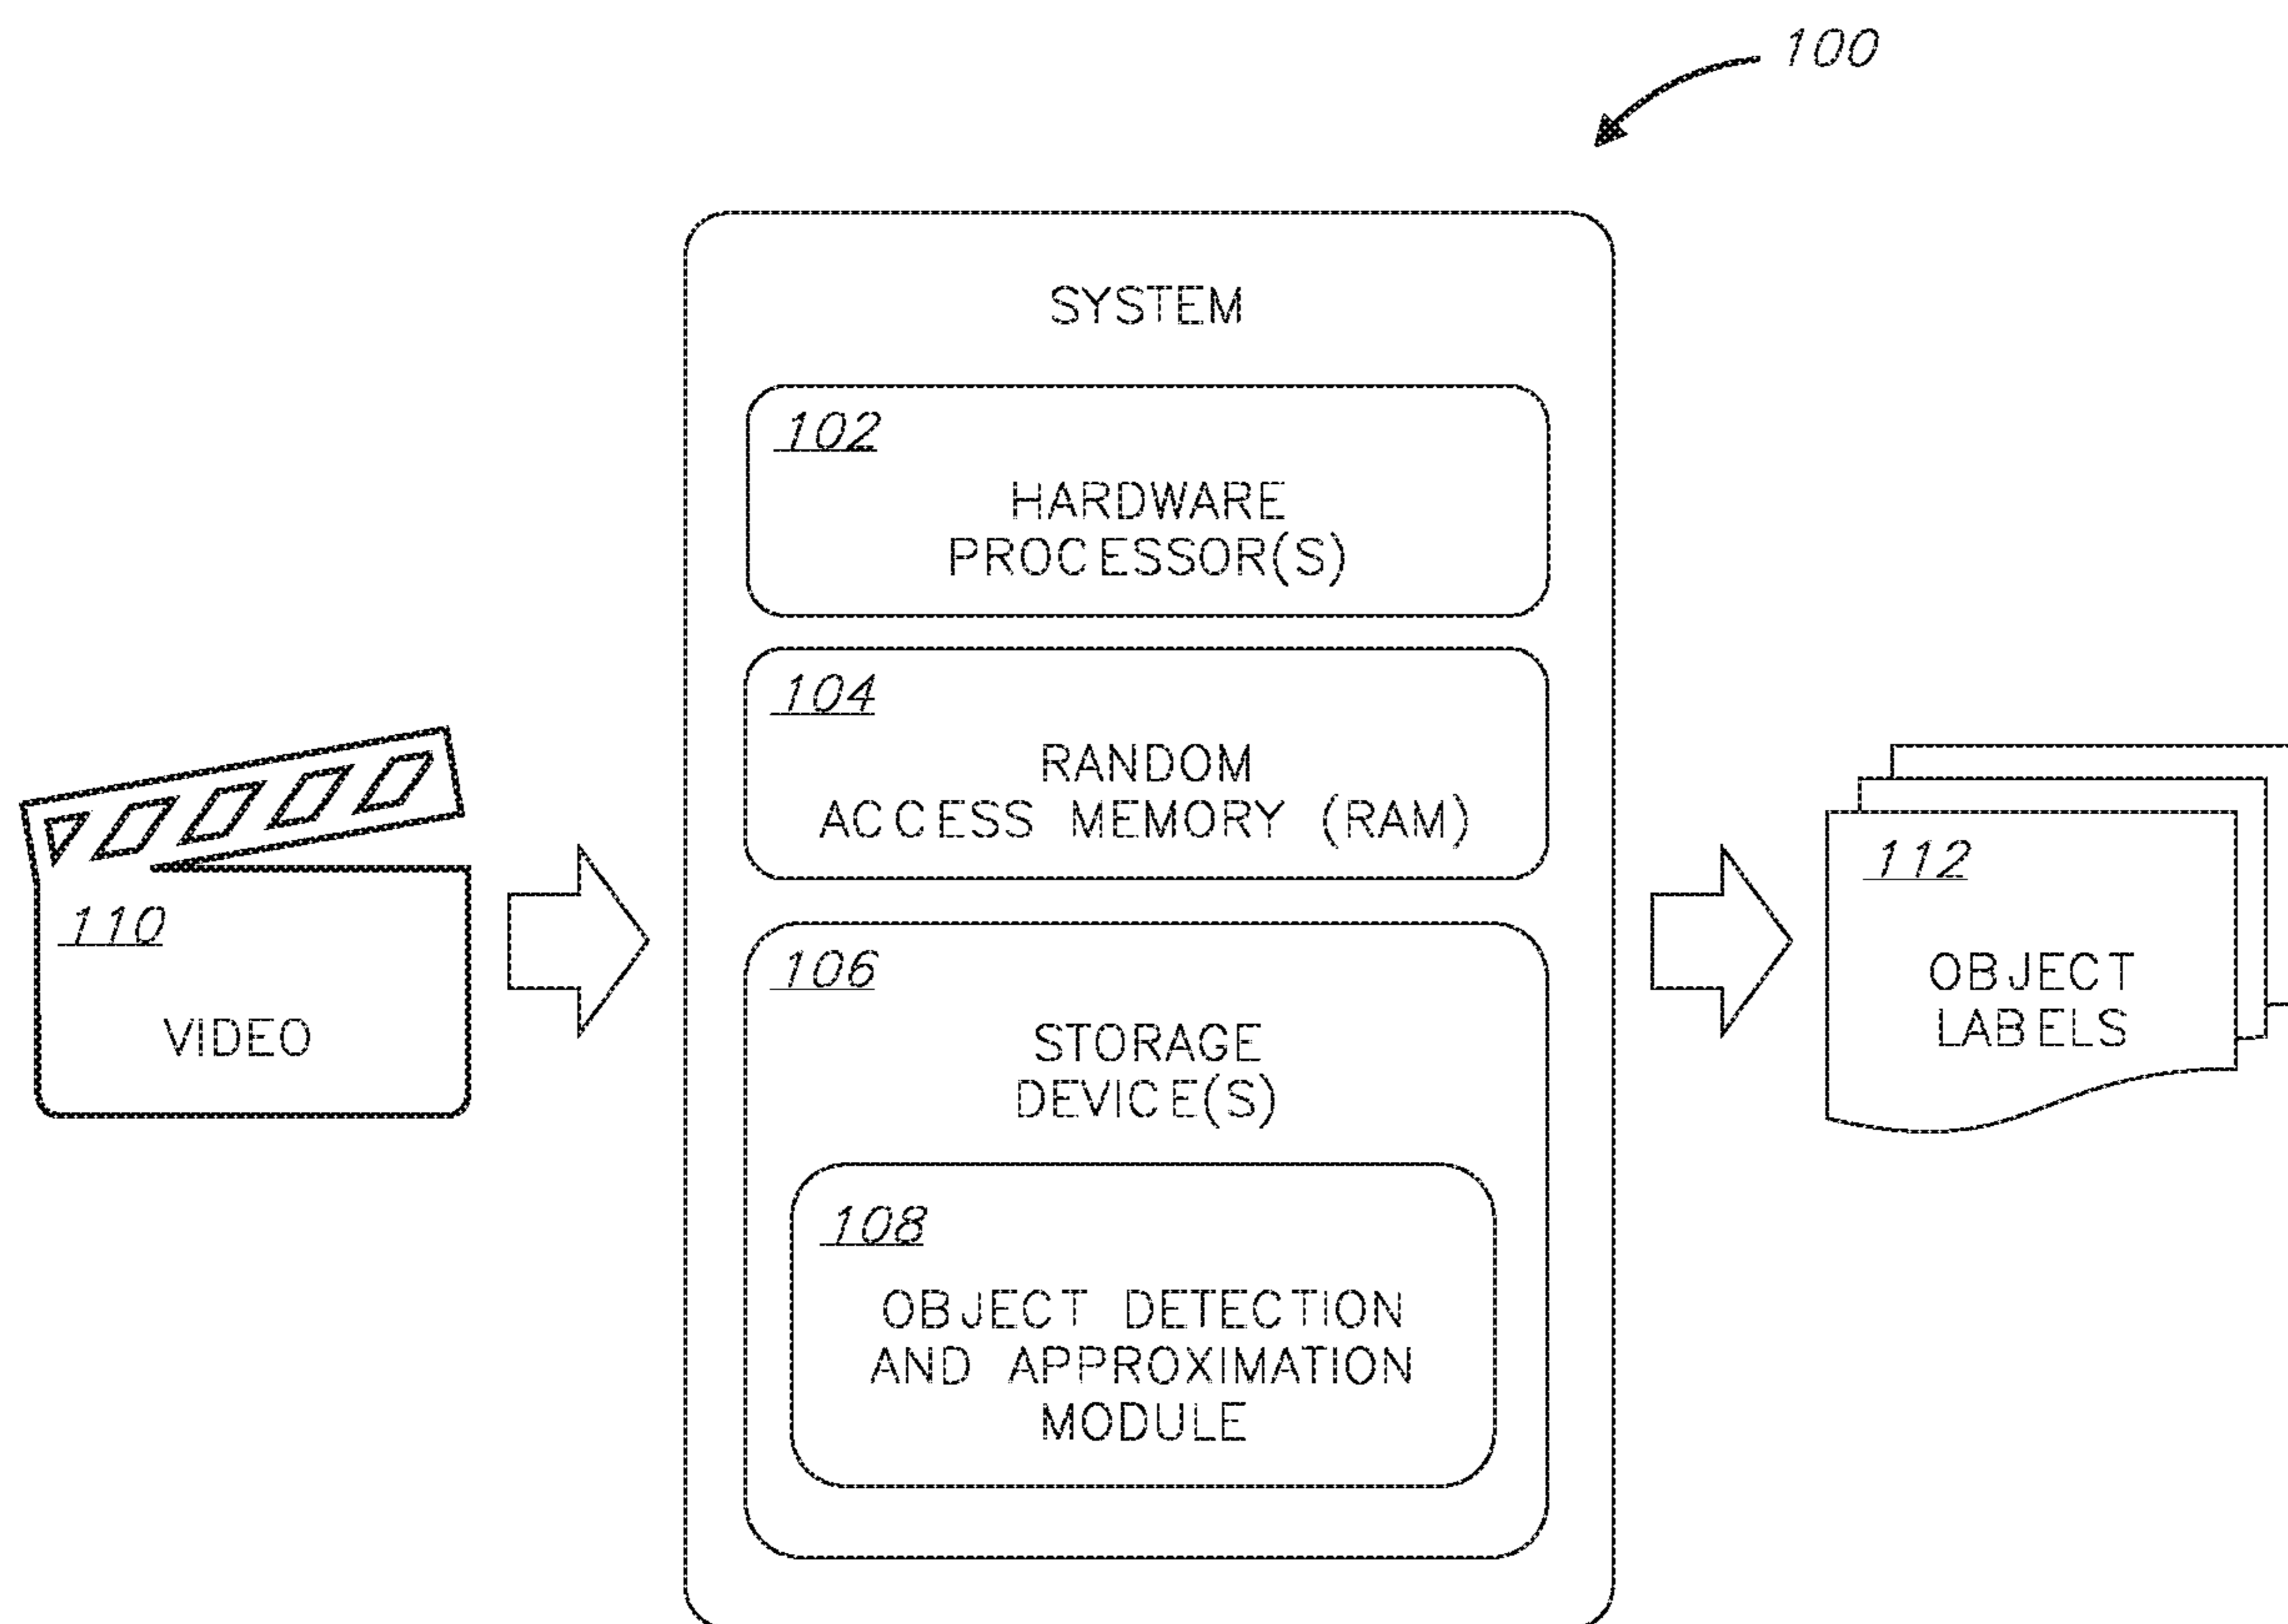 100
SYSTEM
102
HARDWARE
PROCESSOR(S)
104
RANDOM
ACCESS MEMORY (RAM)
110
VIDEO
106
STORAGE
DEVICE(S)
108
OBJECT DETECTION
AND APPROXIMATION
MODULE
112
OBJECT
LABELS